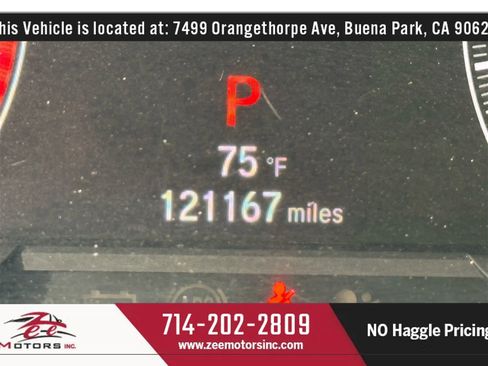 his Vehicle is located at: 7499 Orangethorpe Ave, Buena Park, CA 9062
P
75 °F
121167 miles
Zee
MOTORS INC.
714-202-2809
www.zeemotorsinc.com
NO Haggle Pricing